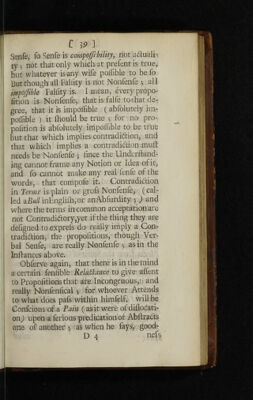 [ 39 ]
Sense, so Sense is compossibility, not actuali-
ty; not that only which at present is true,
but whatever is any wise possible to be so
But though all Falsity is not Nonsense; all
impossible Falsity is. I mean, every propo-
sition is Nonsense, that is false to that de-
gree, that it is impossible (absolutely im-
possible) it should be true; for no pro-
position is absolutely impossible to be true
but that which implies contradiction, and
that which implies a contradiction must
needs be Nonsense; since the Understand-
ing cannot frame any Notion or Idea of it,
and so cannot make any real sense of the
words, that compose it. Contradiction
in Terms is plain or gross Nonsense, (cal-
led a Bull in English, or an Absurdity;) and
where the terms in common acceptation are
not Contradictory, yet if the thing they are
designed to express do really imply a Con-
tradiction, the propositions, though Ver-
bal Sense, are really Nonsense; as in the
Instances above.
Observe again, that there is in the mind
a certain sensible Reluctance to give assent
to Propositions that are Incongruous, and
really Nonsensical; for whoever Attends
to what does pass within himself, will be
Conscious of a Pain (as it were of dislocati-
on) upon a serious predication of Abstracts
one of another; as when he says, good-
D 4 ness